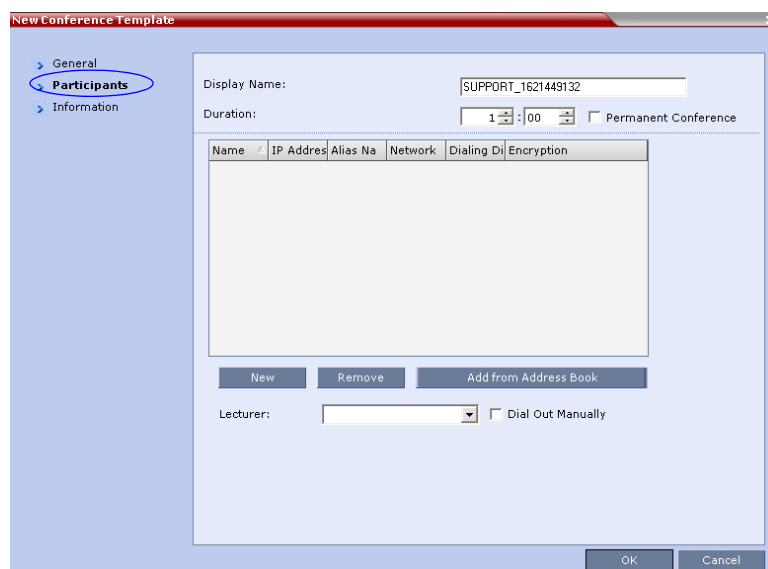 New Conference Template
General
Participants
Information
Display Name: SUPPORT_1621449132
Duration: 1 : 00 Permanent Conference
Name IP Addres Alias Na Network Dialing Di Encryption
New Remove Add from Address Book
Lecturer: Dial Out Manually
OK Cancel